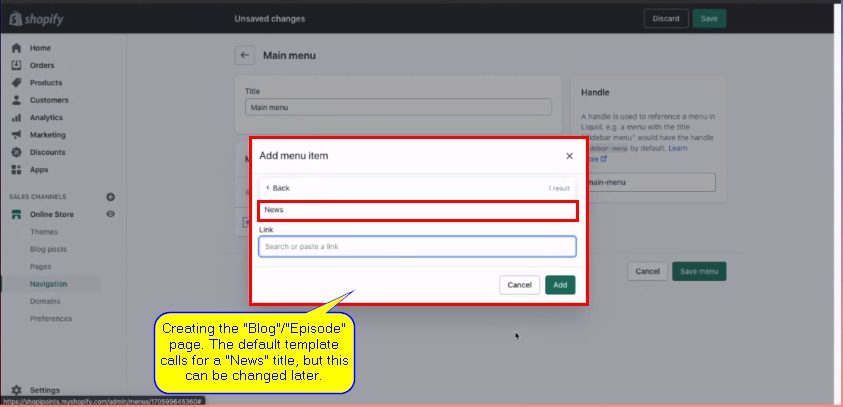 shopify
Unsaved changes
Discard
Save
Home
Orders
Products
Customers
Analytics
Marketing
Discounts
Apps
SALES CHANNELS
Online Store
Themes
Blog posts
Pages
Navigation
Domains
Preferences
Settings
https://shopipoints.myshopify.com/admin/menus/170599645360#
Main menu
Title
Main menu
Handle
A handle is used to reference a menu in
Liquid. e.g. a menu with the title
debar menu" would have the handle
debar-menu by default. Learn
ore
main-menu
Add menu item
Back
1 result
News
Link
Search or paste a link
Cancel
Add
Cancel
Save menu
Creating the "Blog"/"Episode"
page. The default template
calls for a "News" title, but this
can be changed later.